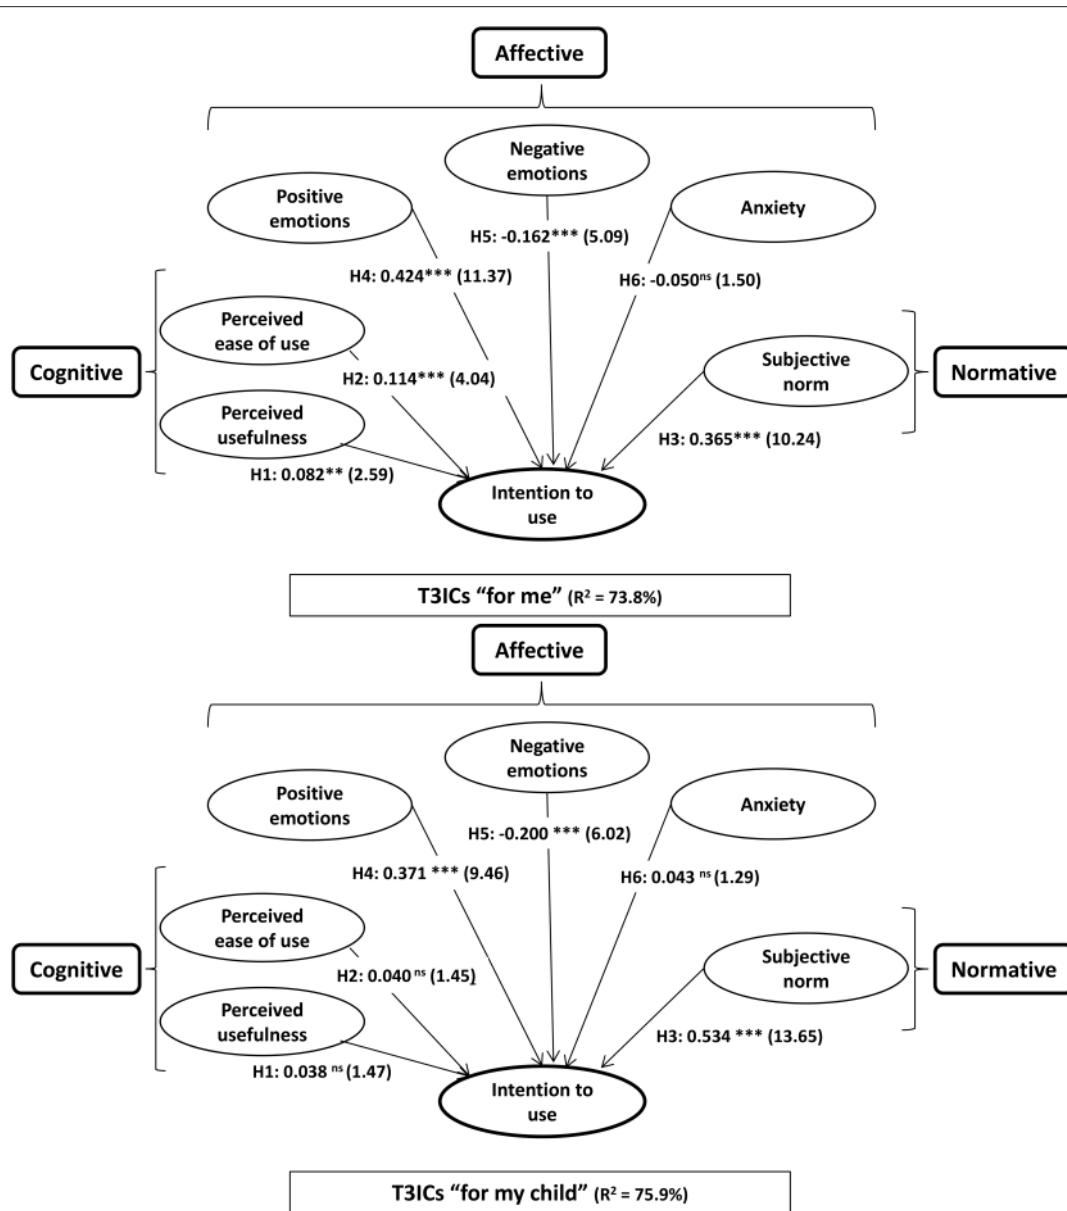 Affective
Negative
emotions
Positive
emotions
Anxiety
H5: -0.162*** (5.09)
H4: 0.424*** (11.37)
H6: -0.050ns (1.50)
Perceived
ease of use
Cognitive
H2: 0.114*** (4.04)
Subjective
norm
Normative
Perceived
usefulness
H3: 0.365*** (10.24)
H1: 0.082** (2.59)
Intention to
use
T3ICs “for me” (R² = 73.8%)
Affective
Negative
emotions
Positive
emotions
Anxiety
H5: -0.200 *** (6.02)
H4: 0.371 *** (9.46)
H6: 0.043 ns (1.29)
Perceived
ease of use
Cognitive
H2: 0.040 ns (1.45)
Subjective
norm
Normative
Perceived
usefulness
H3: 0.534 *** (13.65)
H1: 0.038 ns (1.47)
Intention to
use
T3ICs “for my child” (R² = 75.9%)